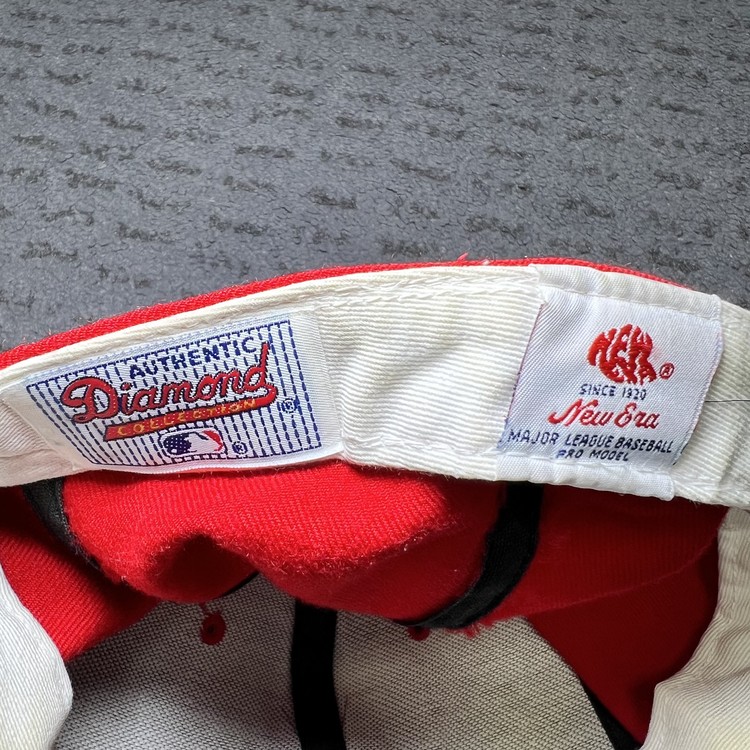 AUTHENTIC
Diamond
COLLECTION
®
®
NEW
ERA
®
SINCE 1920
New Era
MAJOR LEAGUE BASEBALL
PRO MODEL